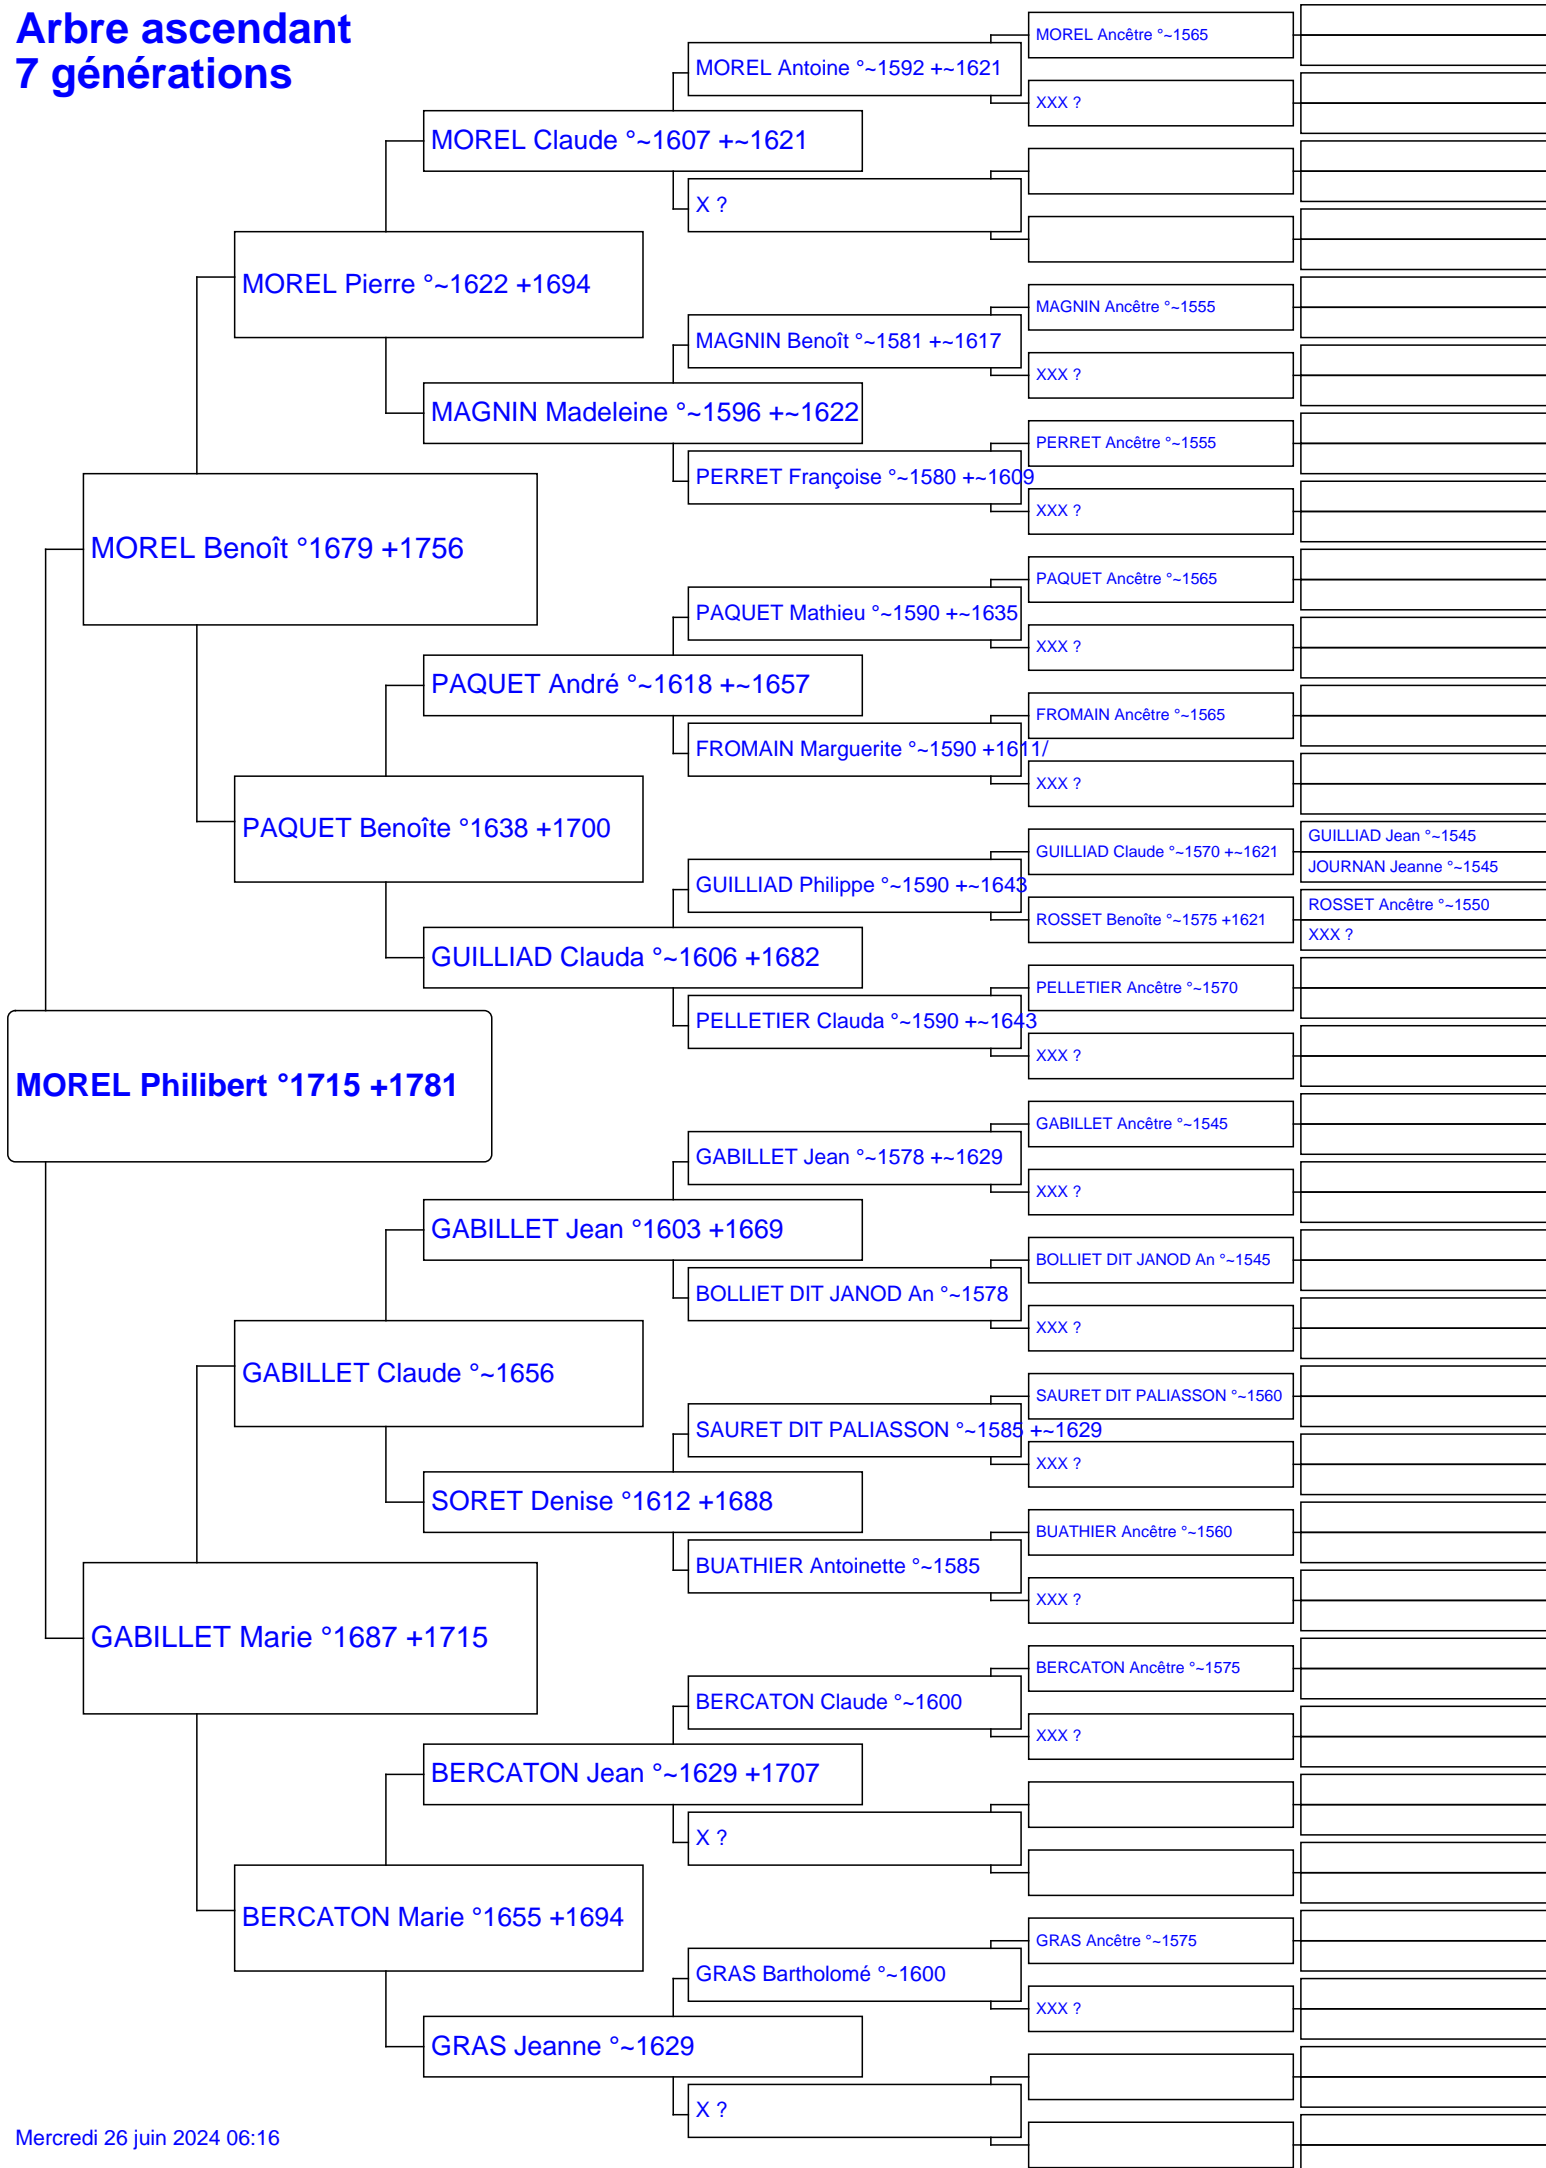 Arbre ascendant
7 générations
MOREL Philibert °1715 +1781
MOREL Benoît °1679 +1756
GABILLET Marie °1687 +1715
MOREL Pierre °~1622 +1694
PAQUET Benoîte °1638 +1700
GABILLET Claude °~1656
BERCATON Marie °1655 +1694
MOREL Claude °~1607 +~1621
MAGNIN Madeleine °~1596 +~1622
PAQUET André °~1618 +~1657
GUILLIAD Clauda °~1606 +1682
GABILLET Jean °1603 +1669
SORET Denise °1612 +1688
BERCATON Jean °~1629 +1707
GRAS Jeanne °~1629
MOREL Antoine °~1592 +~1621
X ?
MAGNIN Benoît °~1581 +~1617
PERRET Françoise °~1580 +~1609
PAQUET Mathieu °~1590 +~1635
FROMAIN Marguerite °~1590 +1611/
GUILLIAD Philippe °~1590 +~1643
PELLETIER Clauda °~1590 +~1643
GABILLET Jean °~1578 +~1629
BOLLIET DIT JANOD An °~1578
SAURET DIT PALIASSON °~1585 +~1629
BUATHIER Antoinette °~1585
BERCATON Claude °~1600
X ?
GRAS Bartholomé °~1600
X ?
MOREL Ancêtre °~1565
XXX ?
MAGNIN Ancêtre °~1555
XXX ?
PERRET Ancêtre °~1555
XXX ?
PAQUET Ancêtre °~1565
XXX ?
FROMAIN Ancêtre °~1565
XXX ?
GUILLIAD Claude °~1570 +~1621
ROSSET Benoîte °~1575 +1621
PELLETIER Ancêtre °~1570
XXX ?
GABILLET Ancêtre °~1545
XXX ?
BOLLIET DIT JANOD An °~1545
XXX ?
SAURET DIT PALIASSON °~1560
XXX ?
BUATHIER Ancêtre °~1560
XXX ?
BERCATON Ancêtre °~1575
XXX ?
GRAS Ancêtre °~1575
XXX ?
GUILLIAD Jean °~1545
JOURNAN Jeanne °~1545
ROSSET Ancêtre °~1550
XXX ?
Mercredi 26 juin 2024 06:16